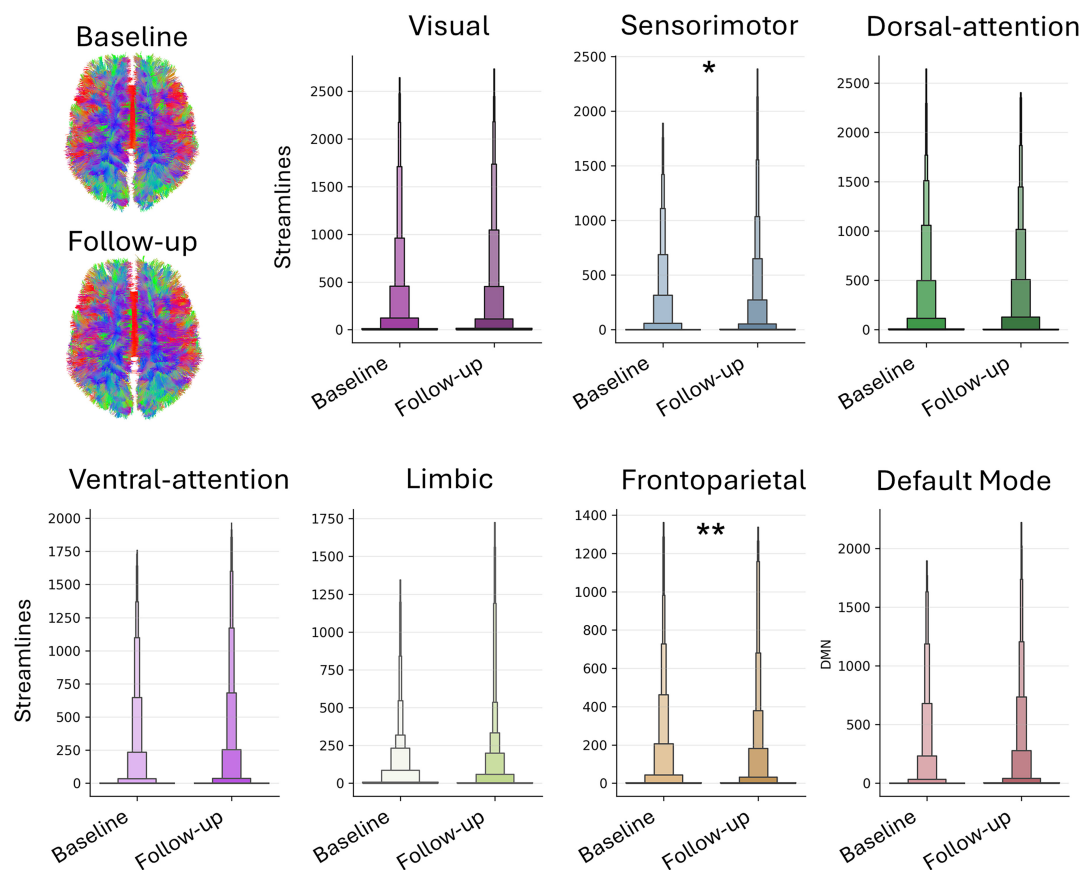 Baseline
Follow-up
Visual
Streamlines
2500
2000
1500
1000
500
0
Baseline
Follow-up
Sensorimotor
*
2500
2000
1500
1000
500
0
Baseline
Follow-up
Dorsal-attention
2500
2000
1500
1000
500
0
Baseline
Follow-up
Ventral-attention
Streamlines
2000
1750
1500
1250
1000
750
500
250
0
Baseline
Follow-up
Limbic
1750
1500
1250
1000
750
500
250
0
Baseline
Follow-up
Frontoparietal
**
1400
1200
1000
800
600
400
200
0
Baseline
Follow-up
Default Mode
DMN
2000
1500
1000
500
0
Baseline
Follow-up